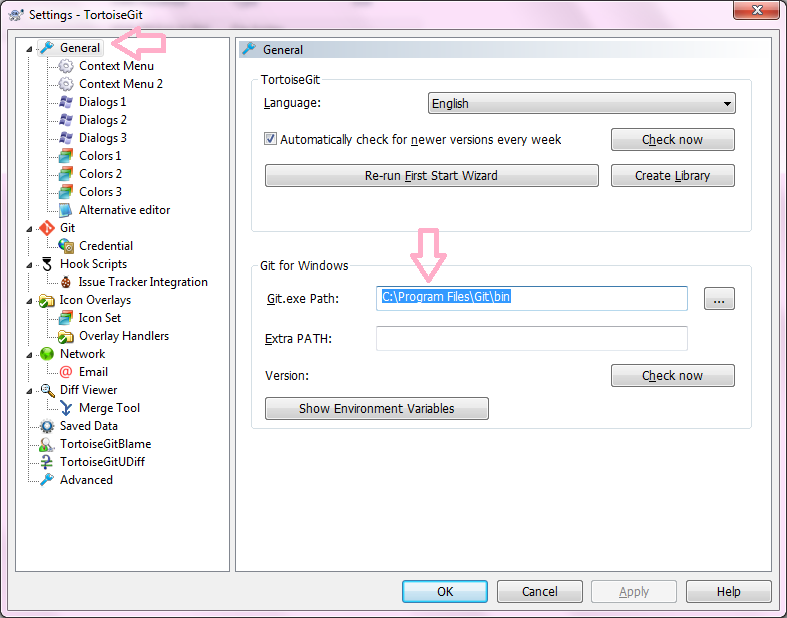 Settings - TortoiseGit
General
Context Menu
Context Menu 2
Dialogs 1
Dialogs 2
Dialogs 3
Colors 1
Colors 2
Colors 3
Alternative editor
Git
Credential
Hook Scripts
Issue Tracker Integration
Icon Overlays
Icon Set
Overlay Handlers
Network
Email
Diff Viewer
Merge Tool
Saved Data
TortoiseGitBlame
TortoiseGitUDiff
Advanced
General
TortoiseGit
Language: English
Automatically check for newer versions every week Check now
Re-run First Start Wizard Create Library
Git for Windows
Git.exe Path: C:\Program Files\Git\bin ...
Extra PATH:
Version: Check now
Show Environment Variables
OK Cancel Apply Help